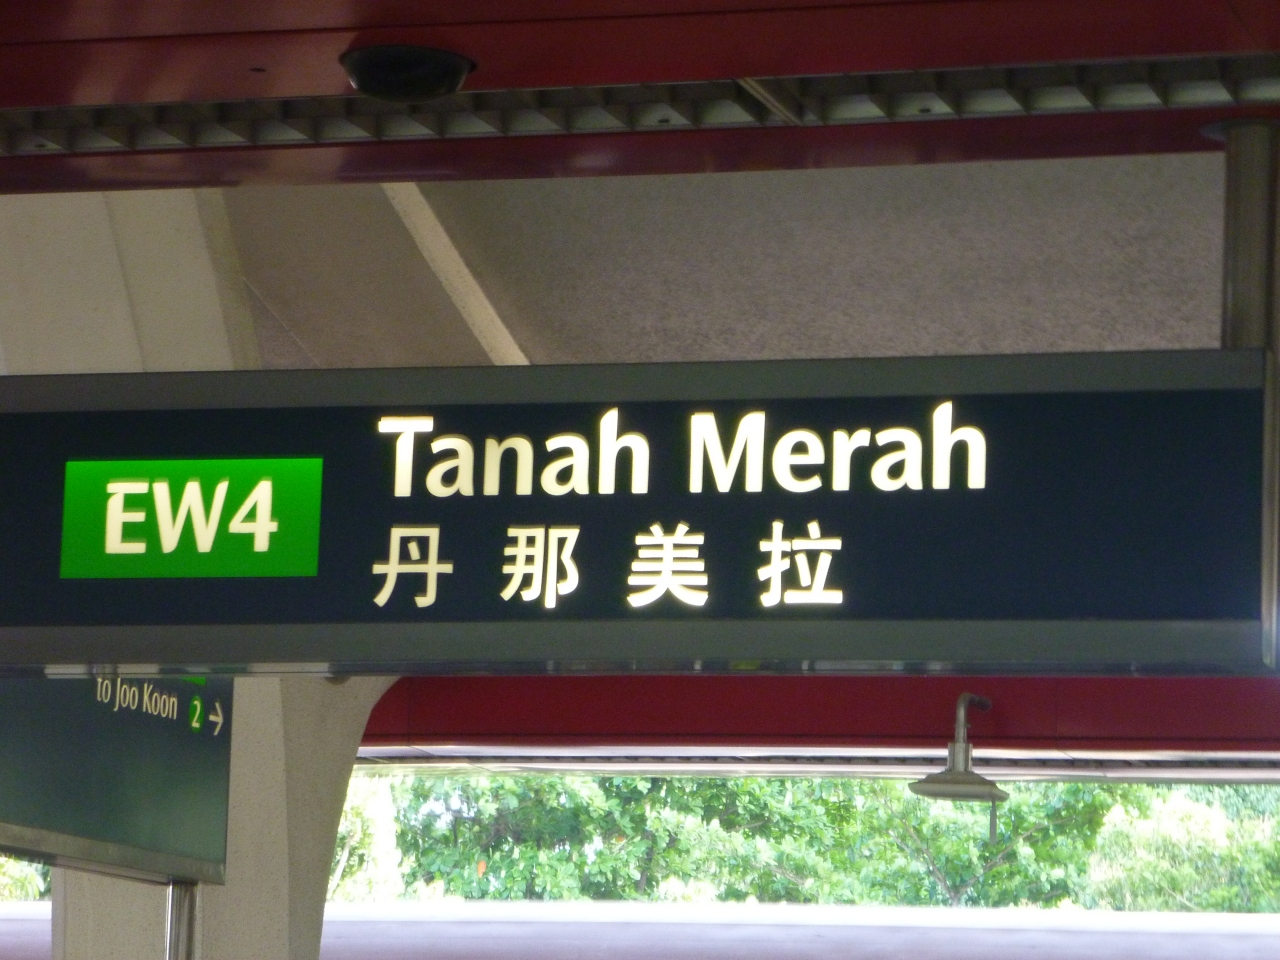 EW4
Tanah Merah
丹那美拉
to Joo Koon 2 →